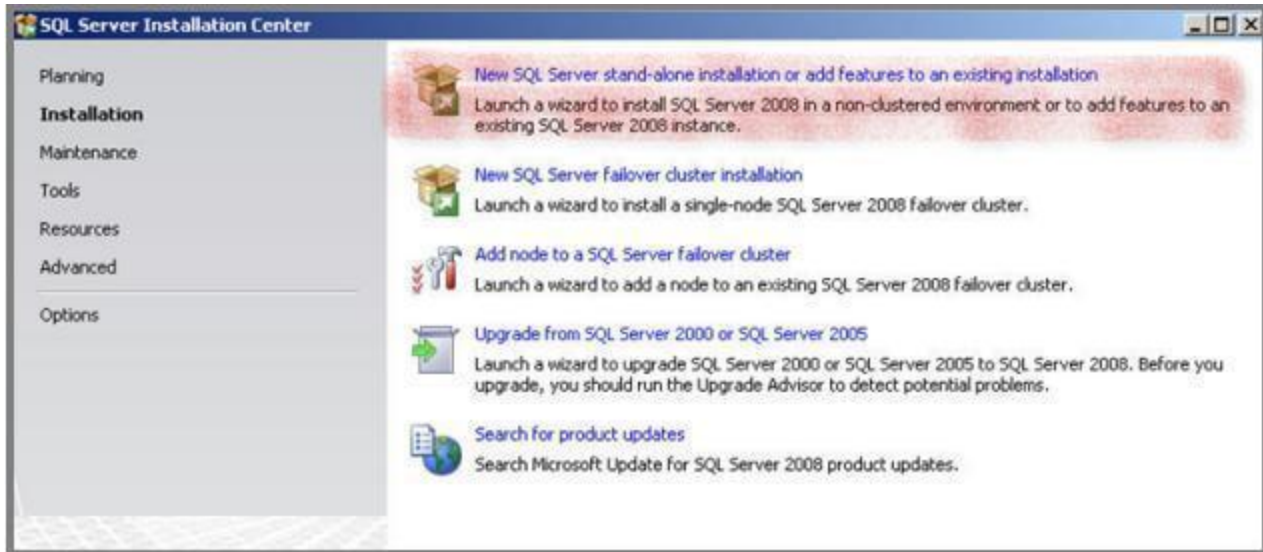 SQL Server Installation Center
Planning
Installation
Maintenance
Tools
Resources
Advanced
Options
New SQL Server stand-alone installation or add features to an existing installation
Launch a wizard to install SQL Server 2008 in a non-clustered environment or to add features to an
existing SQL Server 2008 instance.
New SQL Server failover cluster installation
Launch a wizard to install a single-node SQL Server 2008 failover cluster.
Add node to a SQL Server failover cluster
Launch a wizard to add a node to an existing SQL Server 2008 failover cluster.
Upgrade from SQL Server 2000 or SQL Server 2005
Launch a wizard to upgrade SQL Server 2000 or SQL Server 2005 to SQL Server 2008. Before you
upgrade, you should run the Upgrade Advisor to detect potential problems.
Search for product updates
Search Microsoft Update for SQL Server 2008 product updates.